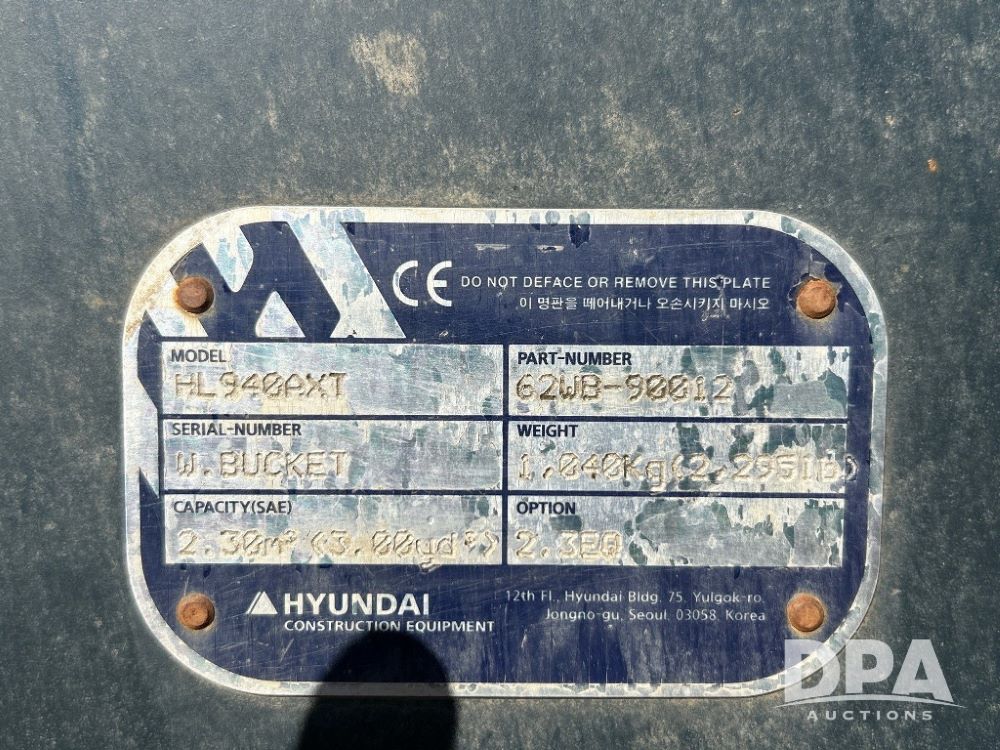 CE DO NOT DEFACE OR REMOVE THIS PLATE
이 명판을 떼어내거나 오손시키지 마시오
MODEL
HL940AXT
PART-NUMBER
62WB-90012
SERIAL-NUMBER
W.BUCKET
WEIGHT
1,040Kg(2,295lb)
CAPACITY(SAE)
2.30m³(3.00yd³)
OPTION
2.3EQ
HYUNDAI
CONSTRUCTION EQUIPMENT
12th Fl., Hyundai Bldg. 75, Yulgok-ro,
Jongno-gu, Seoul, 03058, Korea
DPA
AUCTIONS